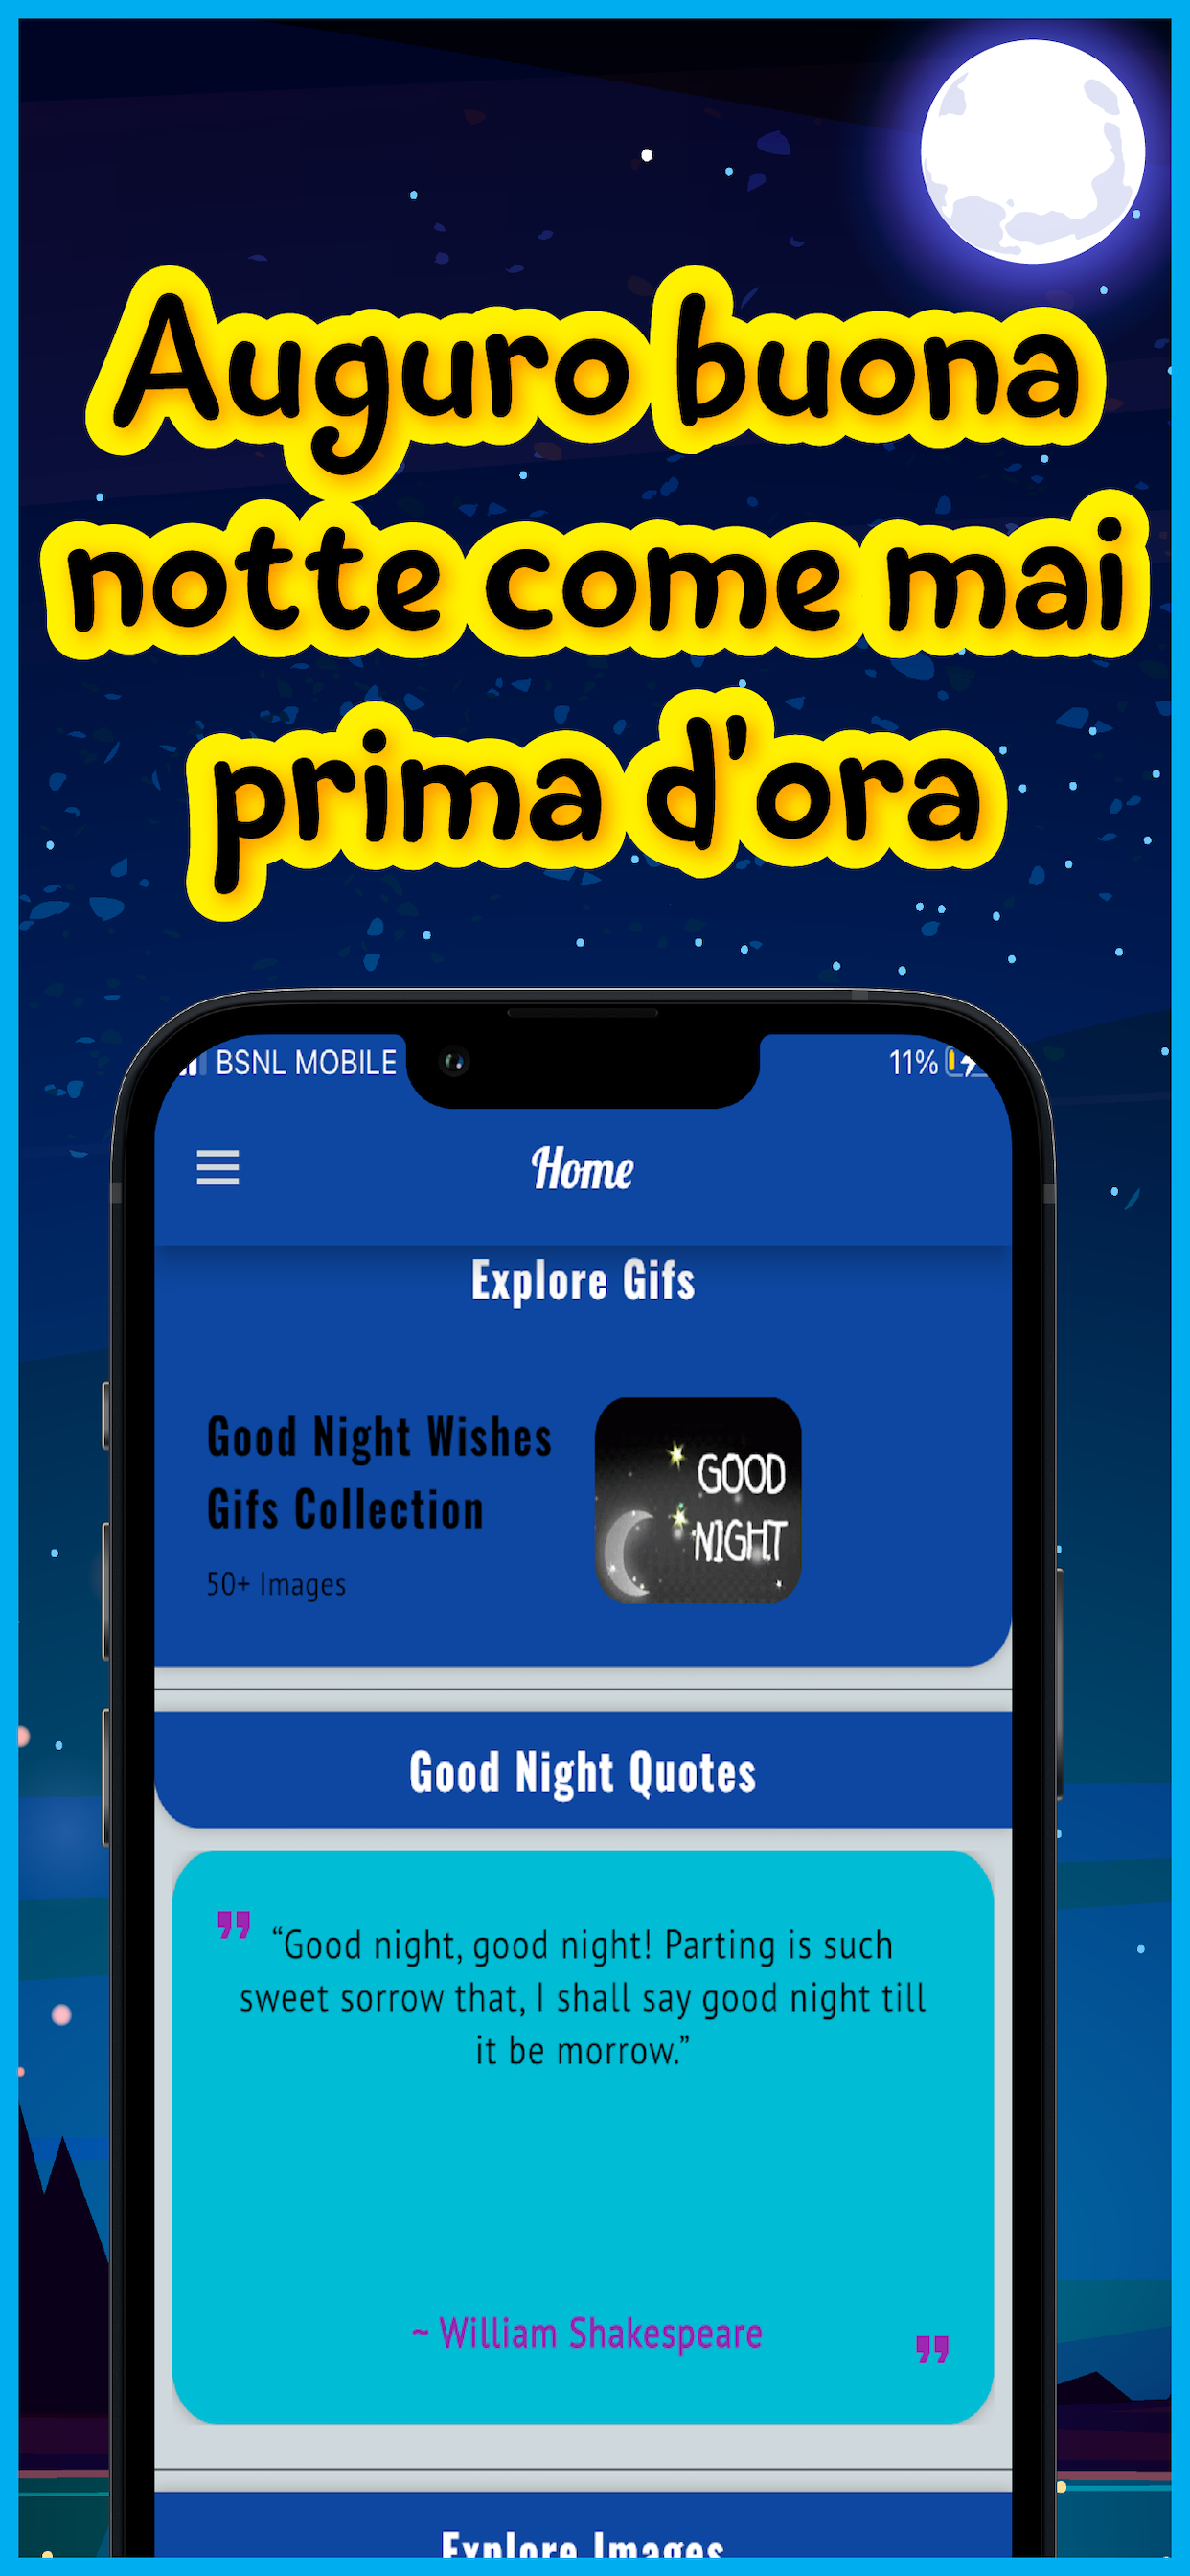 Auguro buona
notte come mai
prima d'ora
BSNL MOBILE
11%
Home
Explore Gifs
Good Night Wishes
Gifs Collection
50+ Images
GOOD
NIGHT
Good Night Quotes
“Good night, good night! Parting is such
sweet sorrow that, I shall say good night till
it be morrow.”
~ William Shakespeare
Explore Images